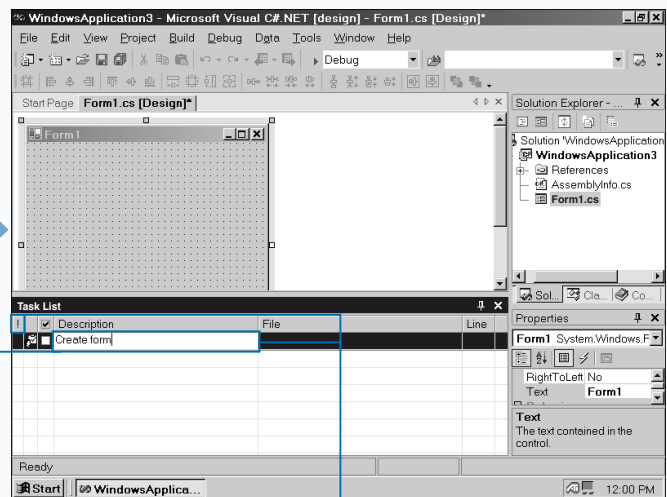 WindowsApplication3 - Microsoft Visual C#.NET [design] - Form1.cs [Design]*
File Edit View Project Build Debug Data Tools Window Help
Debug
Start Page Form1.cs [Design]*
Form1
Solution Explorer - ...
Solution 'WindowsApplication
WindowsApplication3
References
AssemblyInfo.cs
Form1.cs
Sol... Cla... Co...
Task List
! Description File Line
Create form
Properties
Form1 System.Windows.F
RightToLeft No
Text Form1
Text
The text contained in the
control.
Ready
Start WindowsApplica... 12:00 PM